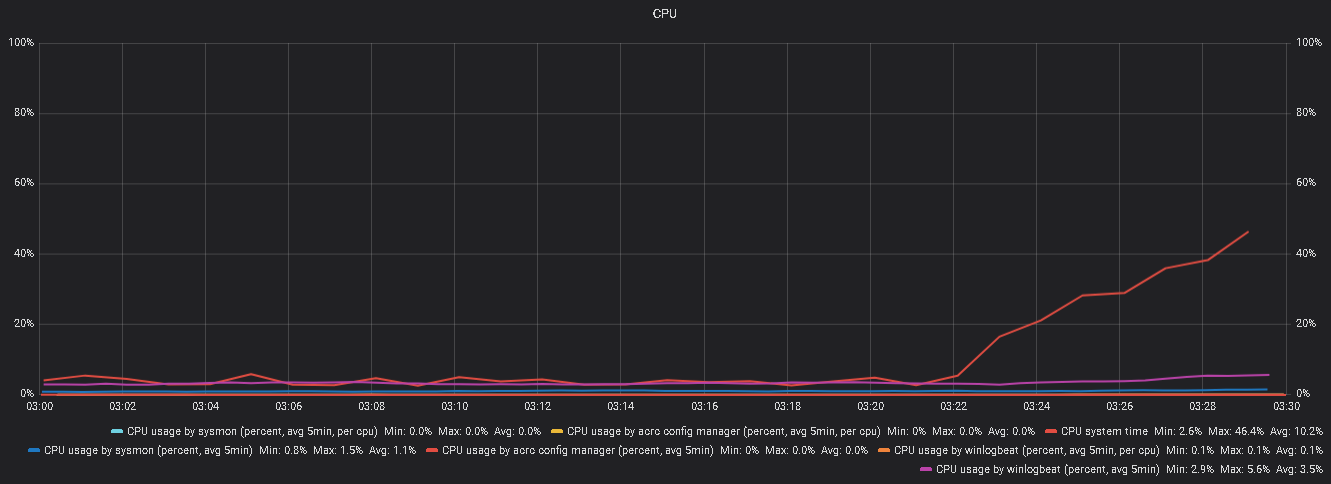 CPU
100% 100%
80% 80%
60% 60%
40% 40%
20% 20%
0% 0%
03:00 03:02 03:04 03:06 03:08 03:10 03:12 03:14 03:16 03:18 03:20 03:22 03:24 03:26 03:28 03:30
CPU usage by sysmon (percent, avg 5min, per cpu) Min: 0.0% Max: 0.0% Avg: 0.0% CPU usage by acrc config manager (percent, avg 5min, per cpu) Min: 0% Max: 0.0% Avg: 0.0% CPU system time Min: 2.6% Max: 46.4% Avg: 10.2%
CPU usage by sysmon (percent, avg 5min) Min: 0.8% Max: 1.5% Avg: 1.1% CPU usage by acrc config manager (percent, avg 5min) Min: 0% Max: 0.0% Avg: 0.0% CPU usage by winlogbeat (percent, avg 5min, per cpu) Min: 0.1% Max: 0.1% Avg: 0.1%
CPU usage by winlogbeat (percent, avg 5min) Min: 2.9% Max: 5.6% Avg: 3.5%